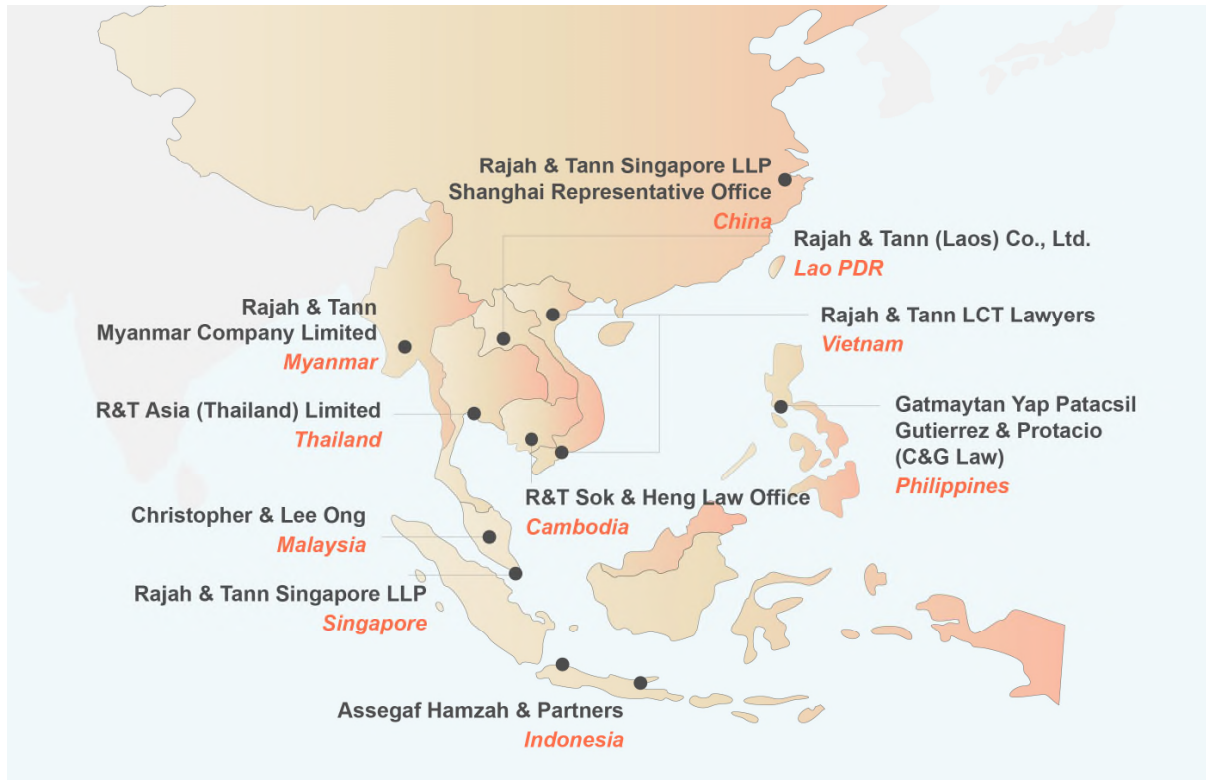 Rajah & Tann Singapore LLP
Shanghai Representative Office
China
Rajah & Tann (Laos) Co., Ltd.
Lao PDR
Rajah & Tann
Myanmar Company Limited
Myanmar
Rajah & Tann LCT Lawyers
Vietnam
R&T Asia (Thailand) Limited
Thailand
Gatmaytan Yap Patacsil
Gutierrez & Protacio
(C&G Law)
Philippines
R&T Sok & Heng Law Office
Cambodia
Christopher & Lee Ong
Malaysia
Rajah & Tann Singapore LLP
Singapore
Assegaf Hamzah & Partners
Indonesia